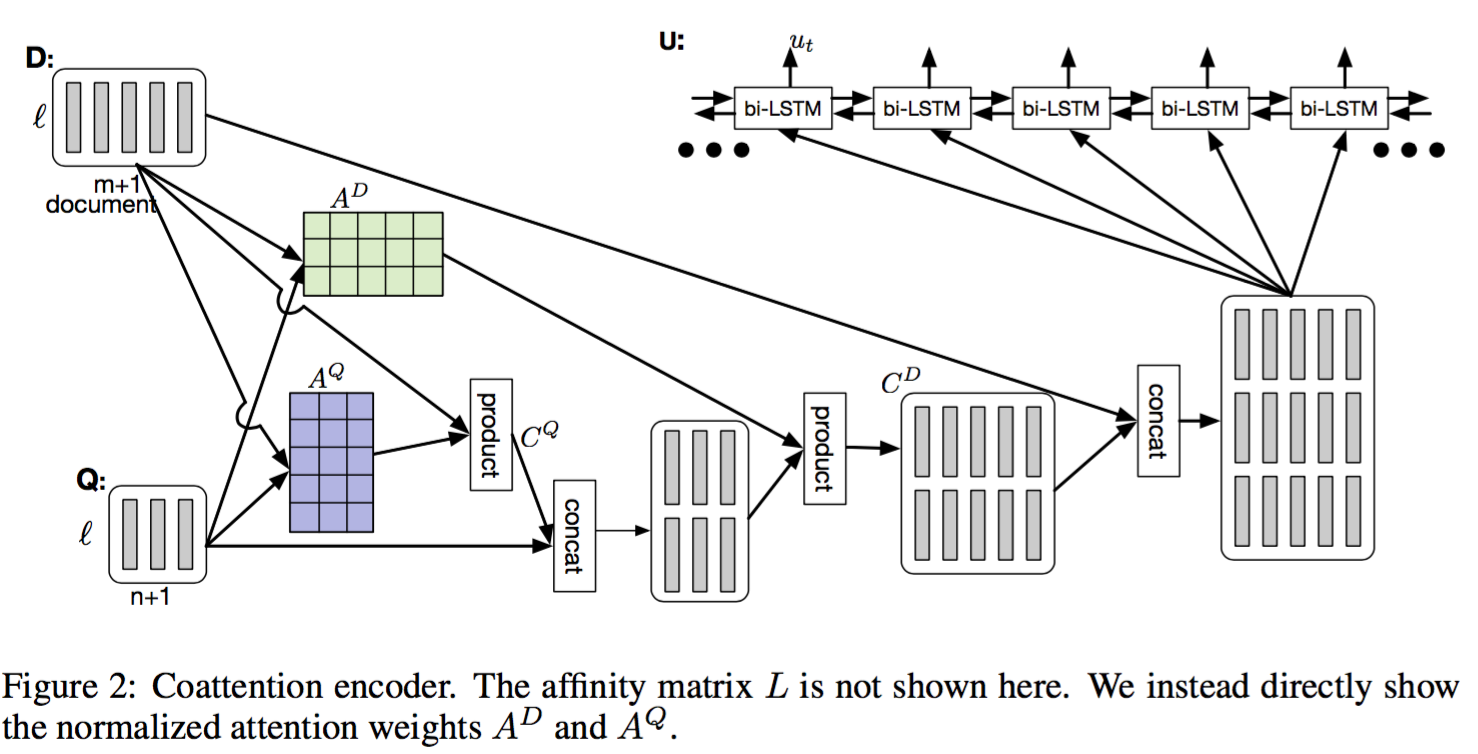 D:
ℓ
m+1
document
A^D
U:
u_t
bi-LSTM
bi-LSTM
bi-LSTM
bi-LSTM
bi-LSTM
A^Q
product
C^Q
Q:
ℓ
n+1
concat
product
C^D
concat
Figure 2: Coattention encoder. The affinity matrix L is not shown here. We instead directly show
the normalized attention weights A^D and A^Q.